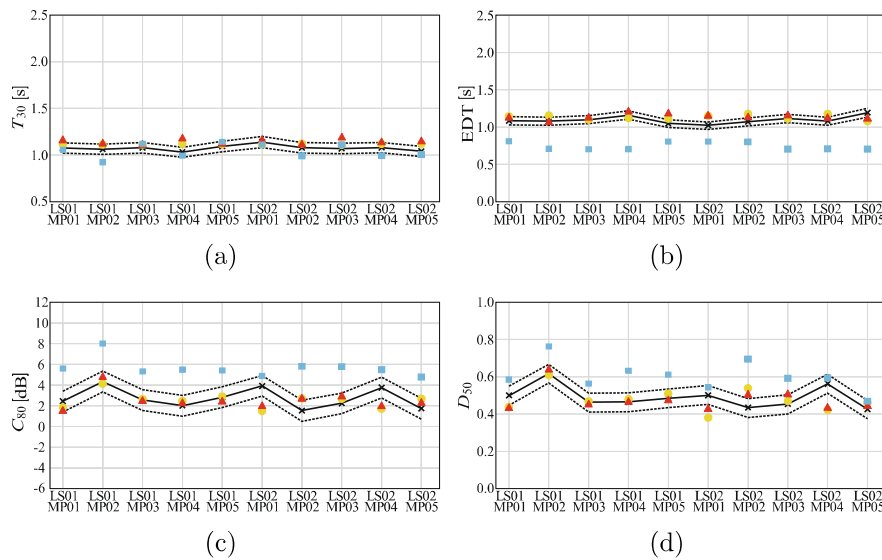 2.5
2.0
1.5
1.0
0.5
T30 [s]
LS01 LS01 LS01 LS01 LS01 LS02 LS02 LS02 LS02 LS02
MP01 MP02 MP03 MP04 MP05 MP01 MP02 MP03 MP04 MP05
(a)
2.5
2.0
1.5
1.0
0.5
0.0
EDT [s]
LS01 LS01 LS01 LS01 LS01 LS02 LS02 LS02 LS02 LS02
MP01 MP02 MP03 MP04 MP05 MP01 MP02 MP03 MP04 MP05
(b)
12
10
8
6
4
2
0
-2
-4
-6
C80 [dB]
LS01 LS01 LS01 LS01 LS01 LS02 LS02 LS02 LS02 LS02
MP01 MP02 MP03 MP04 MP05 MP01 MP02 MP03 MP04 MP05
(c)
1.0
0.8
0.6
0.4
0.2
0.0
D50
LS01 LS01 LS01 LS01 LS01 LS02 LS02 LS02 LS02 LS02
MP01 MP02 MP03 MP04 MP05 MP01 MP02 MP03 MP04 MP05
(d)